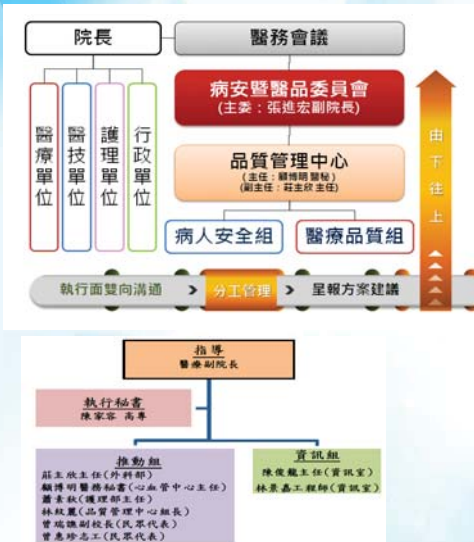 院長
醫務會議
病安暨醫品委員會
(主委：張進宏副院長)
品質管理中心
(主任：顧博明醫秘)
(副主任：莊主欣主任)
病人安全組
醫療品質組
醫療單位
醫技單位
護理單位
行政單位
由下往上
執行面雙向溝通 > 分工管理 > 呈報方案建議
指導
醫療副院長
執行秘書
陳家容 高專
推動組
莊主欣主任(外科部)
顧博明醫務秘書(心血管中心主任)
蕭素秋(護理部主任)
林紋麗(品質管理中心組長)
曾瑞譙副校長(民眾代表)
曾惠珍志工(民眾代表)
資訊組
陳俊龍主任(資訊室)
林景嘉工程師(資訊室)